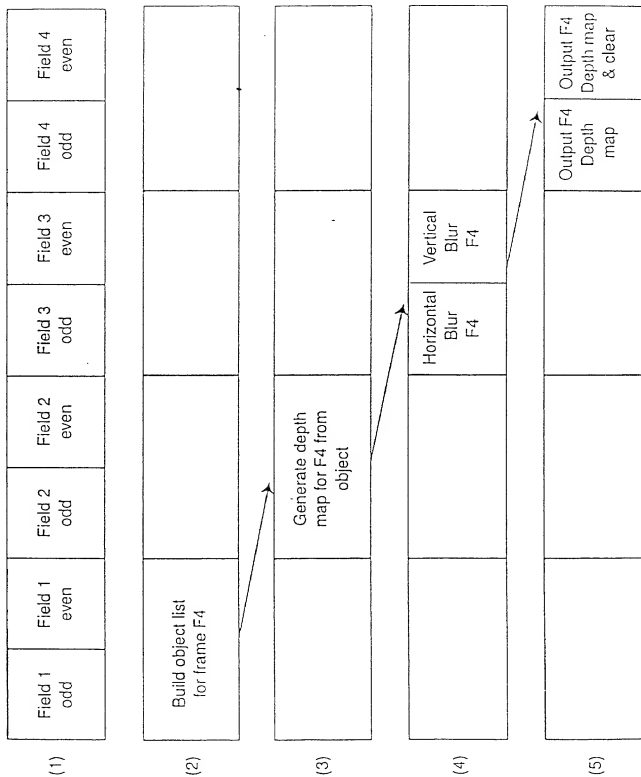 (1)
Field 1
odd
Field 1
even
Field 2
odd
Field 2
even
Field 3
odd
Field 3
even
Field 4
odd
Field 4
even
(2)
Build object list
for frame F4
(3)
Generate depth
map for F4 from
object
(4)
Horizontal
Blur
F4
Vertical
Blur
F4
(5)
Output F4
Depth
map
Output F4
Depth map
& clear